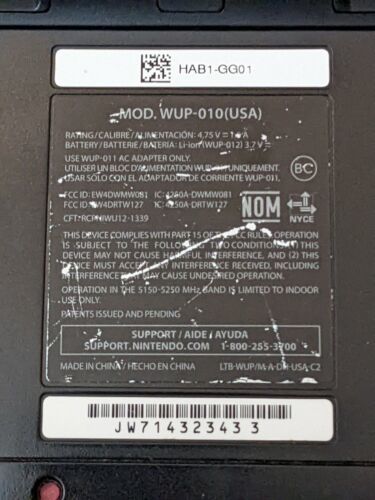 HAB1-GG01
MOD. WUP-010(USA)
RATING/CALIBRE/ALIMENTACIÓN: 4,75 V 1,6 A
BATTERY / BATTERIE / BATERÍA: Li-ion (WUP-012) 3,7 V
USE WUP-011 AC ADAPTER ONLY.
UTILISER UN BLOC D'ALIMENTATION WUP-011 UNIQUEMENT.
USAR SOLO CON EL ADAPTADOR DE CORRIENTE WUP-011.
BC
FCC ID: EW4DWMW081 IC: 4250A-DWMW081
FCC ID: EW4DRTW127 IC: 4250A-DRTW127
NOM
NYCE
CFT: RCPNIWU12-1339
THIS DEVICE COMPLIES WITH PART 15 OF THE FCC RULES OPERATION
IS SUBJECT TO THE FOLLOWING TWO CONDITIONS (1) THIS
DEVICE MAY NOT CAUSE HARMFUL INTERFERENCE, AND (2) THIS
DEVICE MUST ACCEPT ANY INTERFERENCE RECEIVED, INCLUDING
INTERFERENCE THAT MAY CAUSE UNDESIRED OPERATION.
OPERATION IN THE 5150-5250 MHz BAND IS LIMITED TO INDOOR
USE ONLY.
PATENTS ISSUED AND PENDING
SUPPORT / AIDE / AYUDA
SUPPORT.NINTENDO.COM 1-800-255-3700
MADE IN CHINA / HECHO EN CHINA
LTB-WUP/M-A-DH-USA-C2
JW714323433